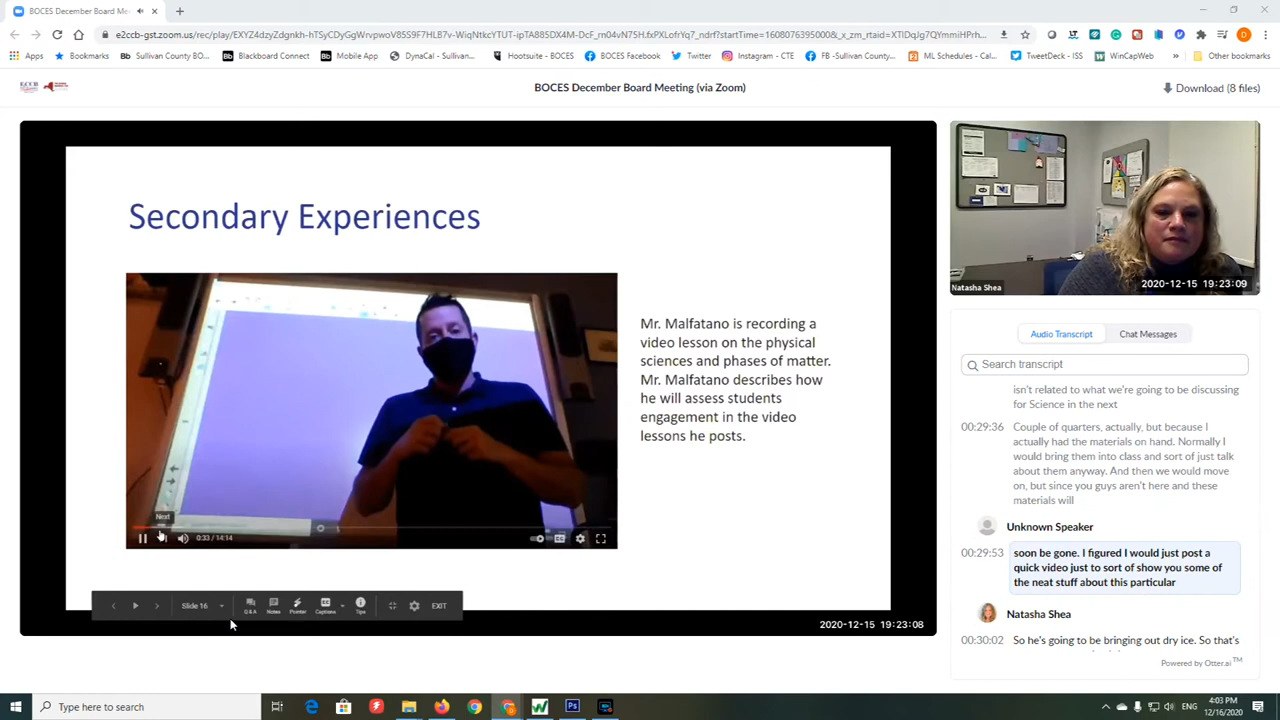 BOCES December Board Me
e2ccb-gst.zoom.us/rec/play/EXYZ4dzyZdgnkh-hTSyCDyGgWrvpwoV85S9F7HLB7v-WiqNtkcYTUT-ipTA885DX4M-DcF_rn04vN75H.fxPXLofrYq7_ndrf?startTime=1608076395000&_x_zm_rtaid=XTlDqJg7QYmmiHPrh...
Apps Bookmarks Sullivan County BO... Blackboard Connect Mobile App DynaCal - Sullivan... Hootsuite - BOCES BOCES Facebook Twitter Instagram - CTE FB -Sullivan County... ML Schedules - Cal... TweetDeck - ISS WinCapWeb » Other bookmarks
BOCES December Board Meeting (via Zoom)
Download (8 files)
Secondary Experiences
Mr. Malfatano is recording a
video lesson on the physical
sciences and phases of matter.
Mr. Malfatano describes how
he will assess students
engagement in the video
lessons he posts.
Next
0:33 / 14:14
Slide 16 Q & A Notes Pointer Captions Tips EXIT
2020-12-15 19:23:08
Natasha Shea
2020-12-15 19:23:09
Audio Transcript Chat Messages
Search transcript
isn't related to what we're going to be discussing
for Science in the next
00:29:36 Couple of quarters, actually, but because I
actually had the materials on hand. Normally I
would bring them into class and sort of just talk
about them anyway. And then we would move
on, but since you guys aren't here and these
materials will
Unknown Speaker
00:29:53 soon be gone. I figured I would just post a
quick video just to sort of show you some of
the neat stuff about this particular
Natasha Shea
00:30:02 So he's going to be bringing out dry ice. So that's
Powered by Otter.ai™
Type here to search
ENG
4:03 PM
12/16/2020